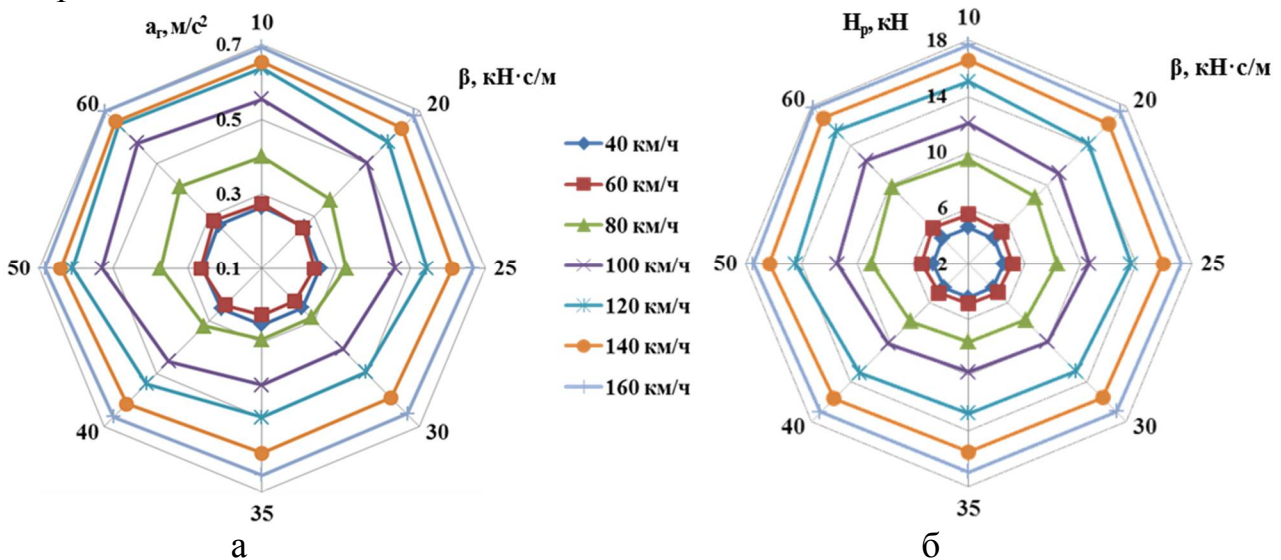 aг, м/с²
10
0.7
β, кН·с/м
0.5
0.3
0.1
20
25
30
35
40
50
60
40 км/ч
60 км/ч
80 км/ч
100 км/ч
120 км/ч
140 км/ч
160 км/ч
Hр, кН
10
18
β, кН·с/м
14
10
6
2
20
25
30
35
40
50
60
а
б